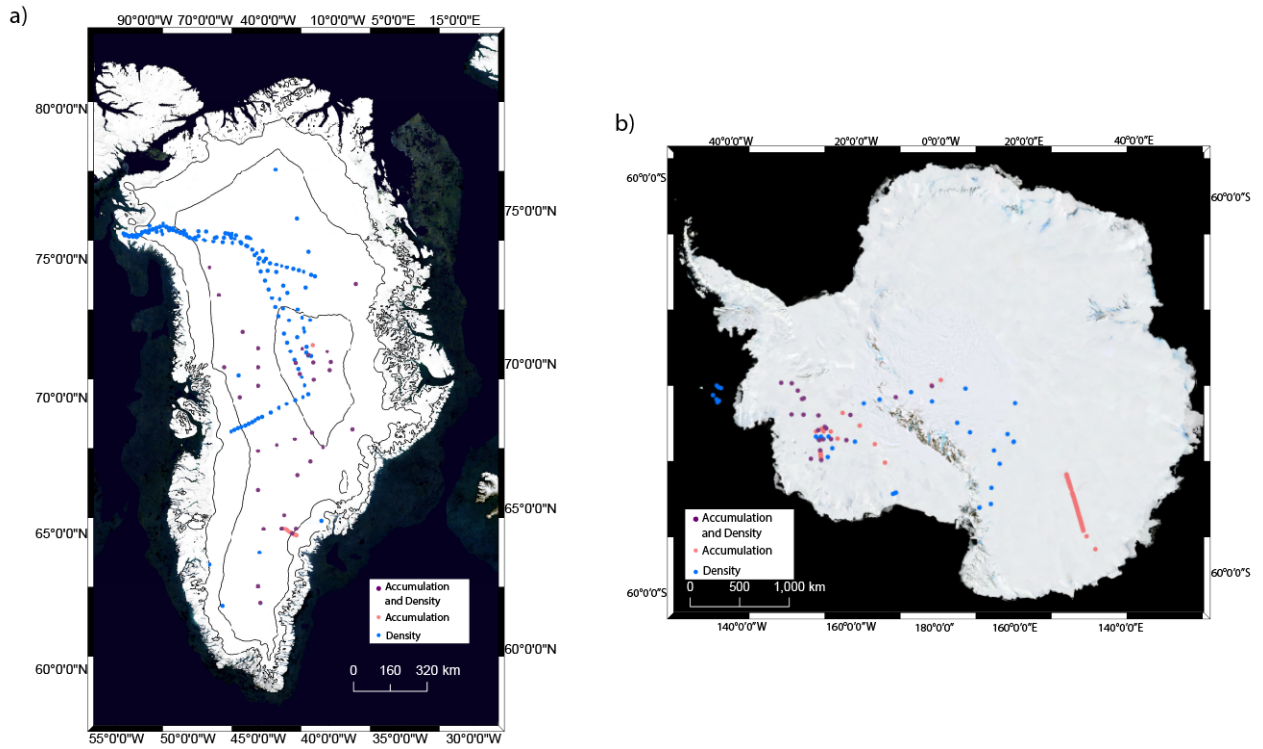 a)
90°0'0"W 70°0'0"W 40°0'0"W 10°0'0"W 5°0'0"E 15°0'0"E
80°0'0"N
75°0'0"N
75°0'0"N
70°0'0"N
70°0'0"N
65°0'0"N
65°0'0"N
60°0'0"N
60°0'0"N
Accumulation
and Density
Accumulation
Density
0 160 320 km
55°0'0"W 50°0'0"W 45°0'0"W 40°0'0"W 35°0'0"W 30°0'0"W
b)
40°0'0"W 20°0'0"W 0°0'0"W 20°0'0"E 40°0'E
60°0'0"S
60°0'0"S
Accumulation
and Density
Accumulation
Density
0 500 1,000 km
60°0'0"S
60°0'0"S
140°0'0"W 160°0'0"W 180°0'0" 160°0'0"E 140°0'E